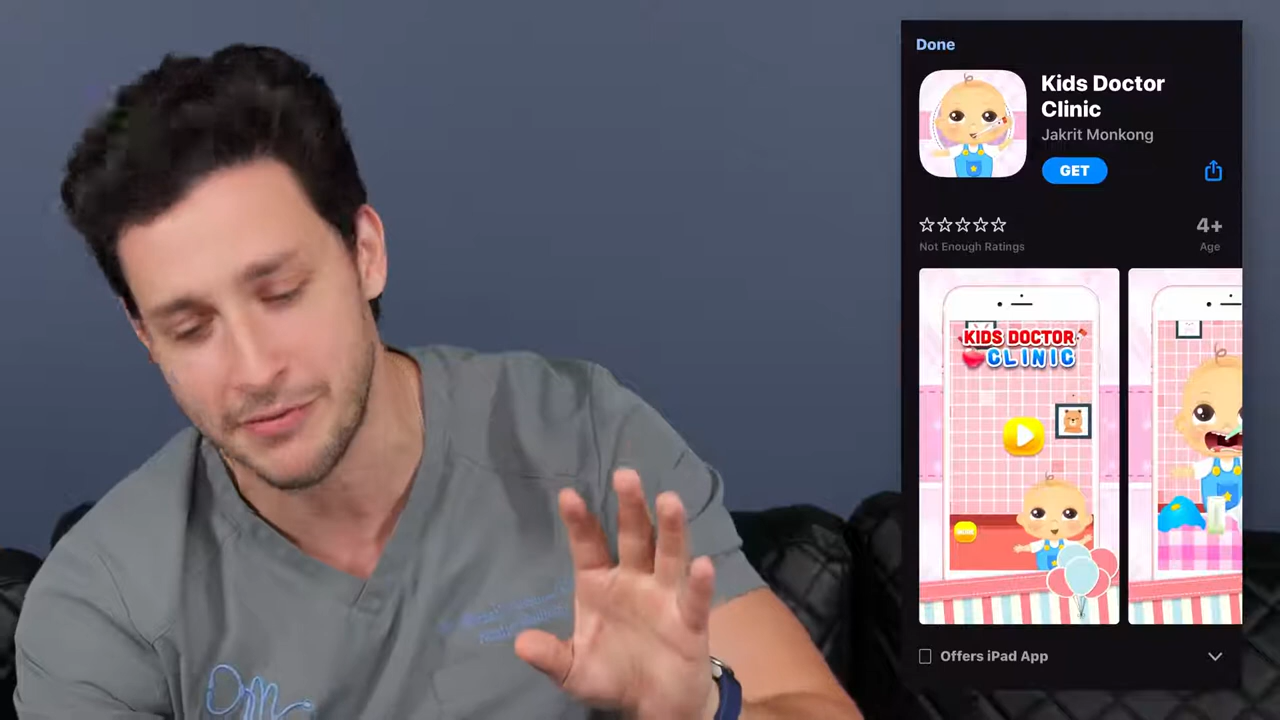 Done
Kids Doctor
Clinic
Jakrit Monkong
GET
Not Enough Ratings
4+
Age
KIDS DOCTOR
CLINIC
Offers iPad App